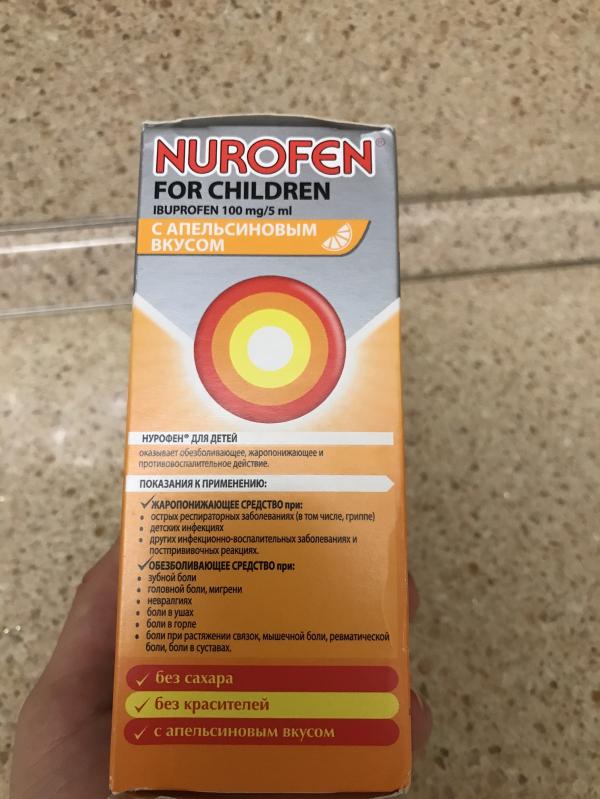 NUROFEN®
FOR CHILDREN
IBUPROFEN 100 mg/5 ml
С АПЕЛЬСИНОВЫМ
ВКУСОМ
НУРОФЕН® ДЛЯ ДЕТЕЙ
оказывает обезболивающее, жаропонижающее и
противовоспалительное действие.
ПОКАЗАНИЯ К ПРИМЕНЕНИЮ:
✓ЖАРОПОНИЖАЮЩЕЕ СРЕДСТВО при:
• острых респираторных заболеваниях (в том числе, гриппе)
• детских инфекциях
• других инфекционно-воспалительных заболеваниях и
постпрививочных реакциях.
✓ОБЕЗБОЛИВАЮЩЕЕ СРЕДСТВО при:
• зубной боли
• головной боли, мигрени
• невралгиях
• боли в ушах
• боли в горле
• боли при растяжении связок, мышечной боли, ревматической
боли, боли в суставах.
✓ без сахара
✓ без красителей
✓ с апельсиновым вкусом